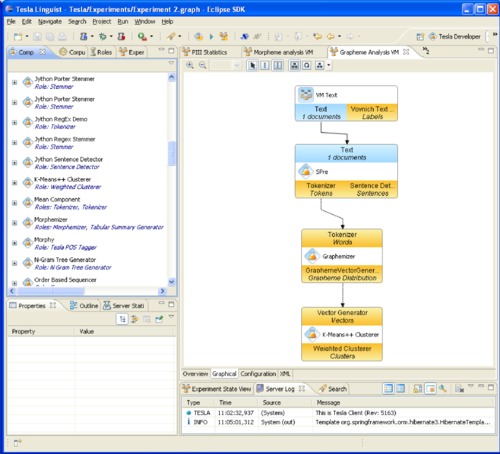 Tesla Linguist - Tesla/Experiments/Experiment 2.graph - Eclipse SDK
File Edit Navigate Search Project Run Window Help
Tesla Developer
Comp Corpu Roles Exper
Jython Porter Stemmer
Role: Stemmer
Jython Porter Stemmer
Role: Stemmer
Jython RegEx Demo
Role: Tokenizer
Jython Regex Stemmer
Role: Stemmer
Jython Sentence Detector
Role: Sentence Detector
K-Means++ Clusterer
Role: Weighted Clusterer
Mean Component
Roles: Tokenizer, Tokenizer
Morphemizer
Roles: Morphemizer, Tabular Summary Generator
Morphy
Role: Tesla POS Tagger
N-Gram Tree Generator
Role: N Gram Tree Generator
Order Based Sequencer
Properties Outline Server Stati
Property Value
PIII Statistics Morpheme analysis VM Grapheme Analysis VM
VM Text
Text
1 documents
Labels
Text
1 documents
SPre
Tokenizer
Tokens
Sentence Det...
Sentences
Tokenizer
Words
Graphemizer
GraphemeVectorGener...
Grapheme Distribution
Vector Generator
Vectors
K-Means++ Clusterer
Weighted Clusterer
Clusters
Overview Graphical Configuration XML
Experiment State View Server Log Search
Type Time Source Message
TESLA 11:02:32,937 (System) This is Tesla Client (Rev: 5163)
INFO 11:05:01,312 System (out) Template org.springframework.orm.hibernate3.HibernateTempla...